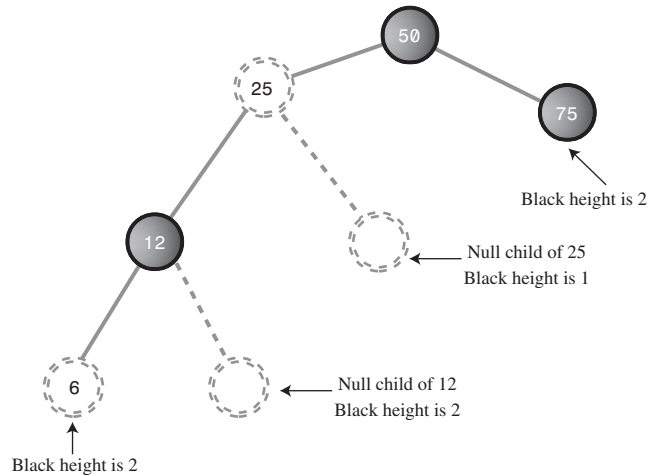 50
25
75
Black height is 2
12
Null child of 25
Black height is 1
6
Null child of 12
Black height is 2
Black height is 2